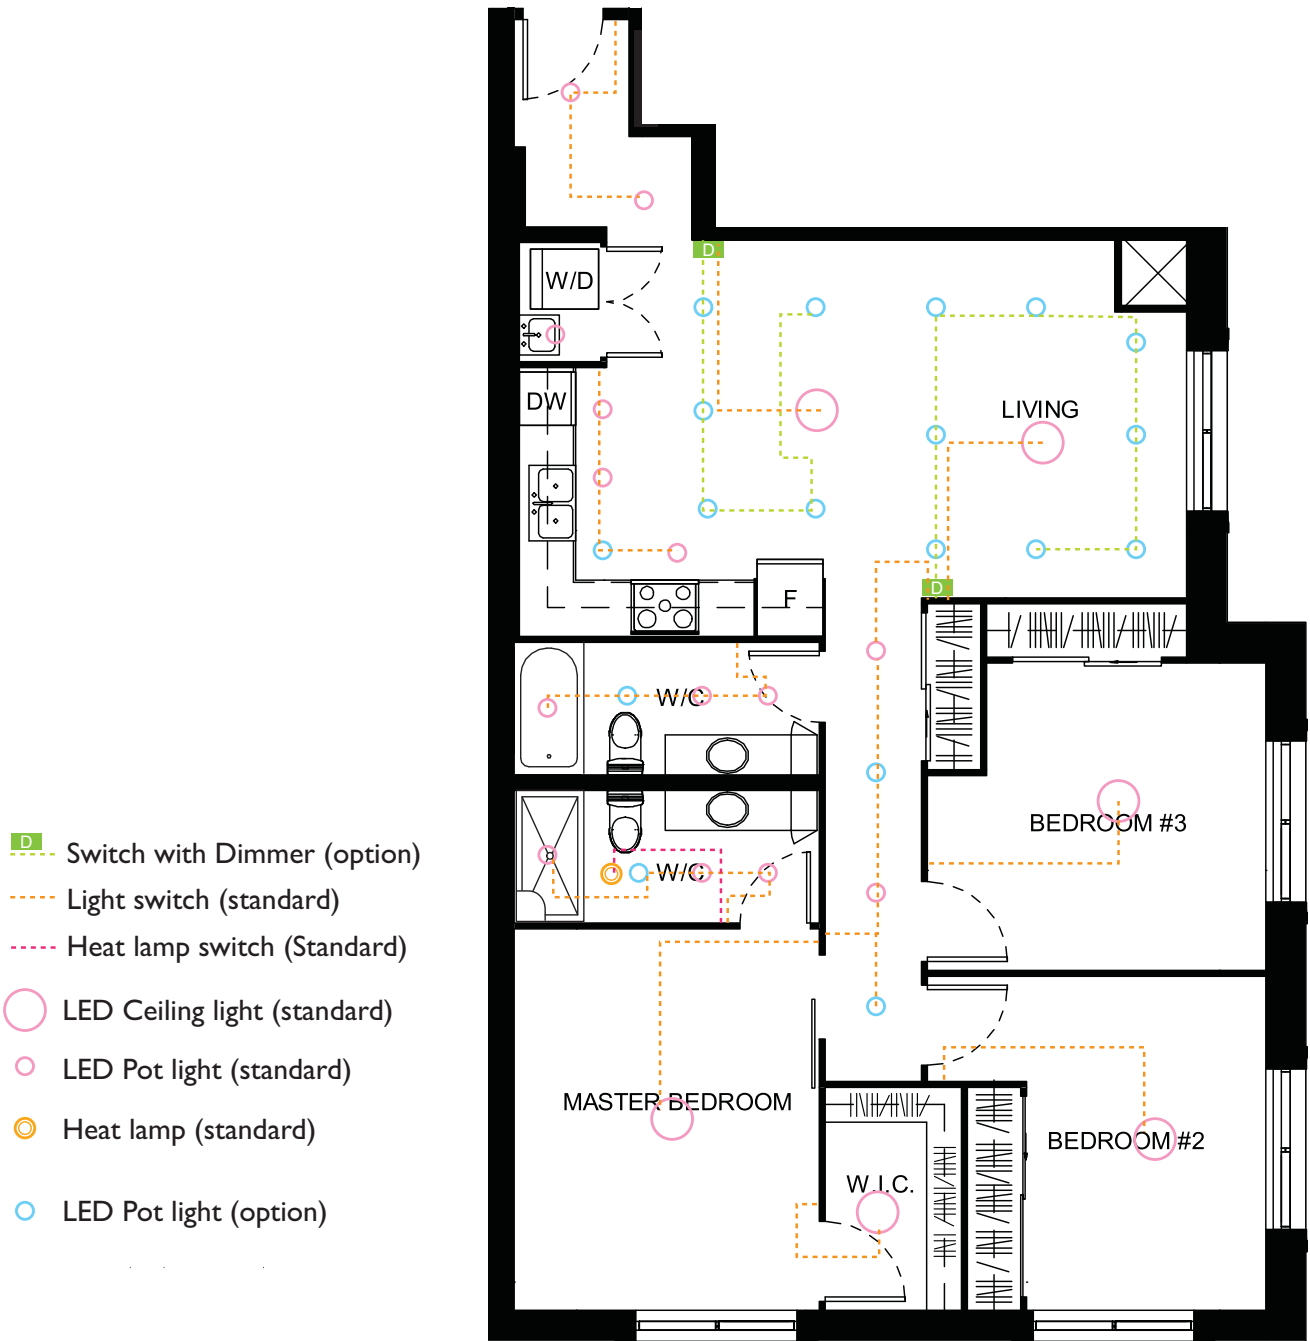 D
W/D
DW
LIVING
F
D
W/C
BEDROOM #3
W/C
MASTER BEDROOM
W.I.C.
BEDROOM #2
D
Switch with Dimmer (option)
Light switch (standard)
Heat lamp switch (Standard)
LED Ceiling light (standard)
LED Pot light (standard)
Heat lamp (standard)
LED Pot light (option)